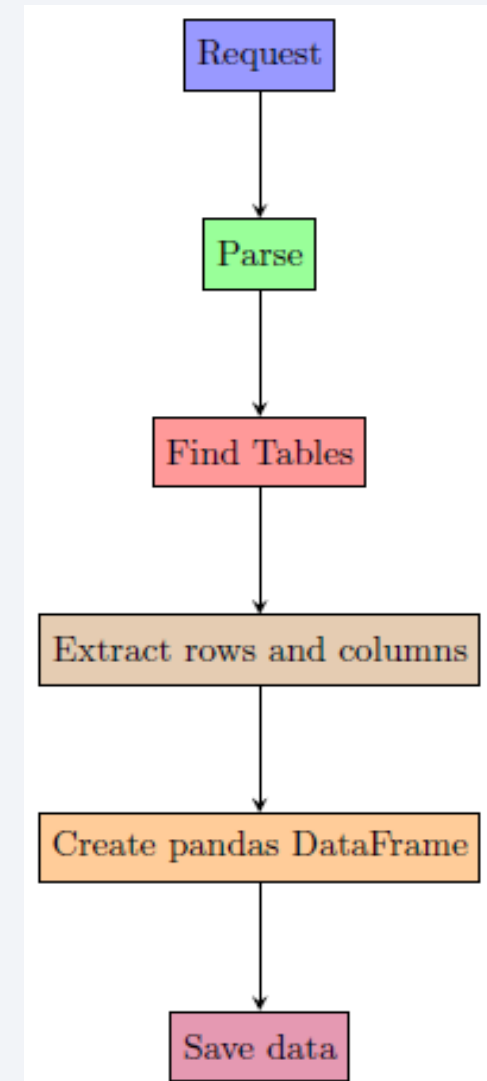 Request
Parse
Find Tables
Extract rows and columns
Create pandas DataFrame
Save data